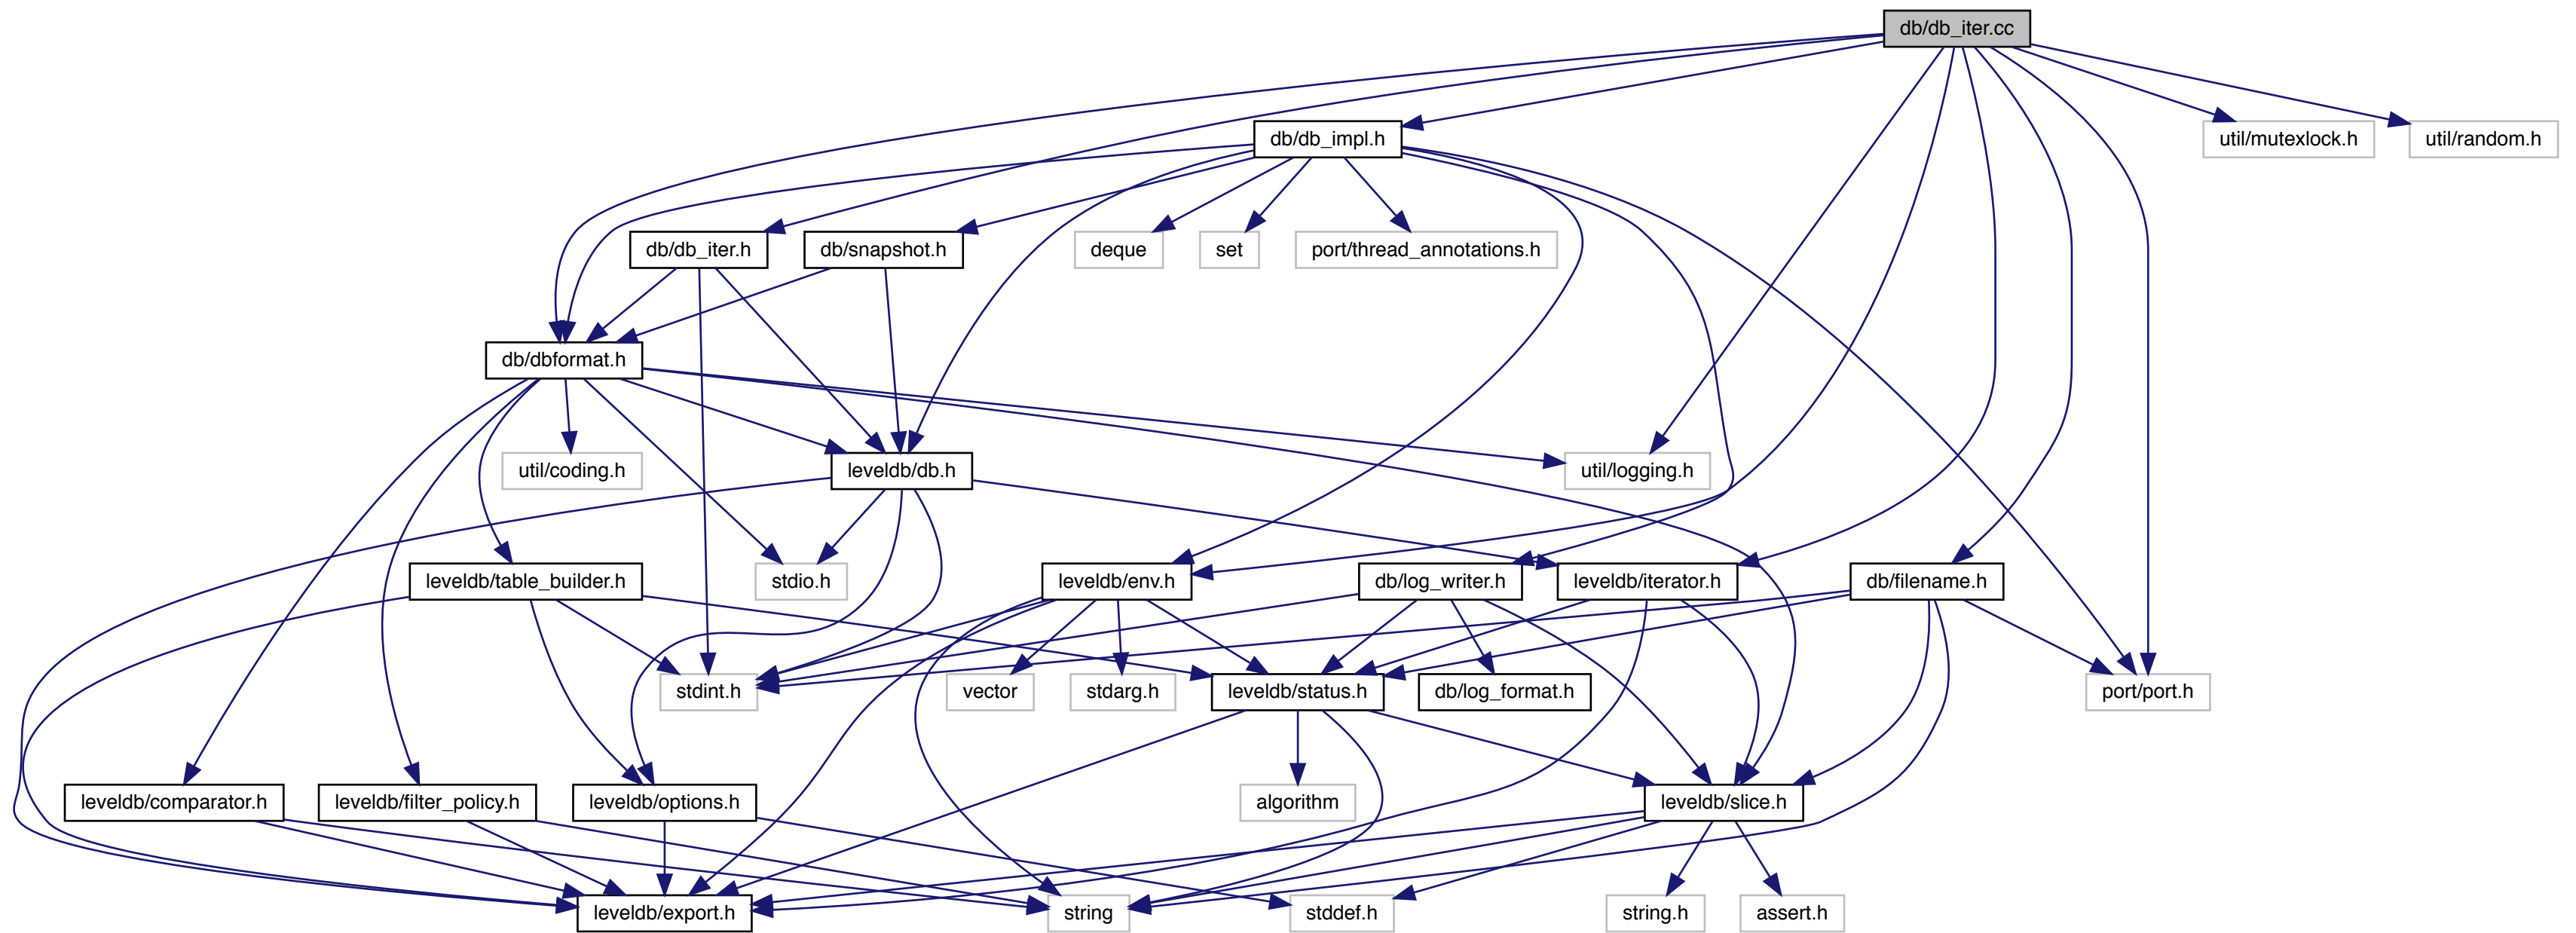 db/db_iter.cc
db/db_impl.h
util/mutexlock.h
util/random.h
db/db_iter.h
db/snapshot.h
deque
set
port/thread_annotations.h
db/dbformat.h
util/coding.h
leveldb/db.h
util/logging.h
leveldb/table_builder.h
stdio.h
leveldb/env.h
db/log_writer.h
leveldb/iterator.h
db/filename.h
stdint.h
vector
stdarg.h
leveldb/status.h
db/log_format.h
port/port.h
leveldb/comparator.h
leveldb/filter_policy.h
leveldb/options.h
algorithm
leveldb/slice.h
leveldb/export.h
string
stddef.h
string.h
assert.h